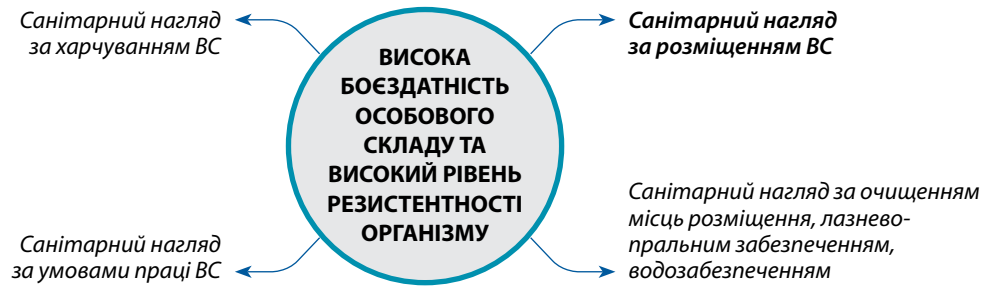 Санітарний нагляд
за харчуванням ВС
Санітарний нагляд
за розміщенням ВС
ВИСОКА
БОЄЗДАТНІСТЬ
ОСОБОВОГО
СКЛАДУ ТА
ВИСОКИЙ РІВЕНЬ
РЕЗИСТЕНТНОСТІ
ОРГАНІЗМУ
Санітарний нагляд
за умовами праці ВС
Санітарний нагляд за очищенням
місць розміщення, лазнево-
пральним забезпеченням,
водозабезпеченням